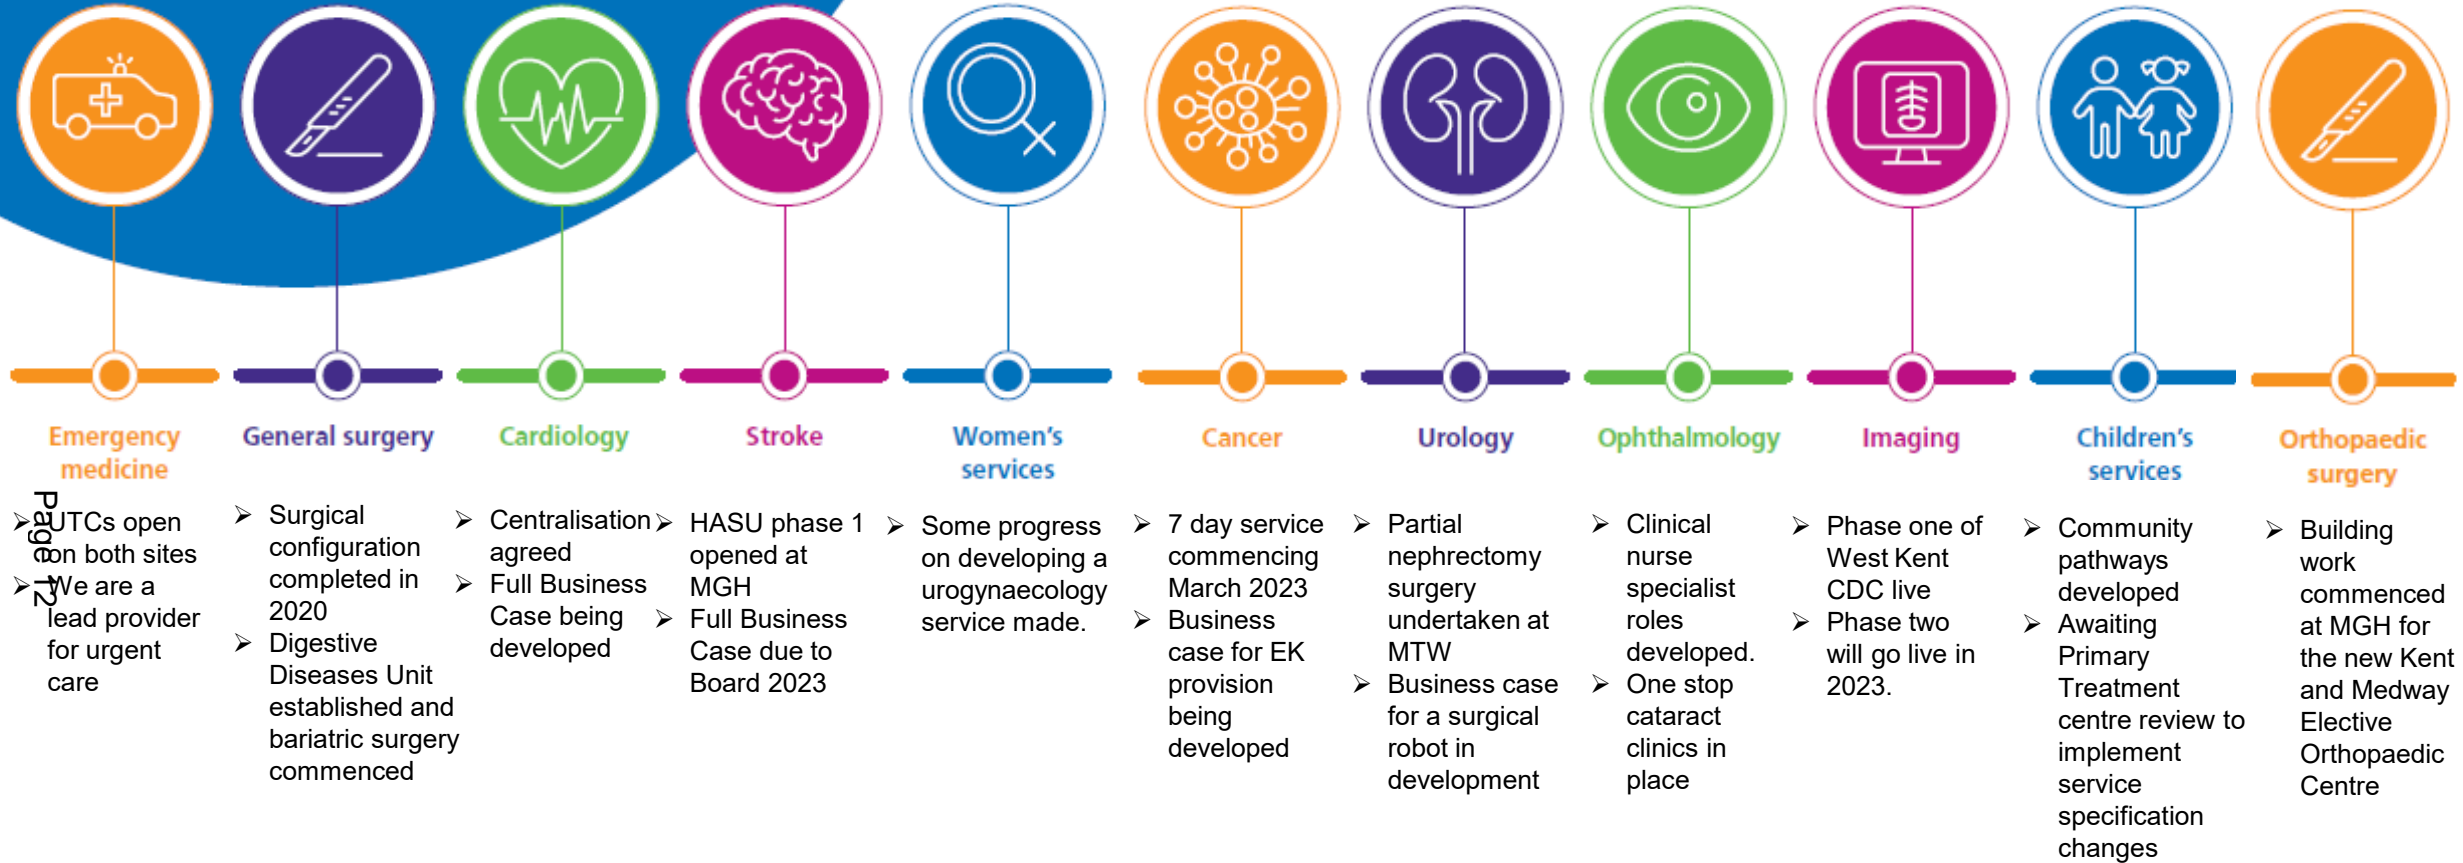 Emergency
medicine
➢ UTCs open
on both sites
➢ We are a
lead provider
for urgent
care
Page 12
General surgery
➢ Surgical
configuration
completed in
2020
➢ Digestive
Diseases Unit
established and
bariatric surgery
commenced
Cardiology
➢ Centralisation
agreed
➢ Full Business
Case being
developed
Stroke
➢ HASU phase 1
opened at
MGH
➢ Full Business
Case due to
Board 2023
Women's
services
➢ Some progress
on developing a
urogynaecology
service made.
Cancer
➢ 7 day service
commencing
March 2023
➢ Business
case for EK
provision
being
developed
Urology
➢ Partial
nephrectomy
surgery
undertaken at
MTW
➢ Business case
for a surgical
robot in
development
Ophthalmology
➢ Clinical
nurse
specialist
roles
developed.
➢ One stop
cataract
clinics in
place
Imaging
➢ Phase one of
West Kent
CDC live
➢ Phase two
will go live in
2023.
Children's
services
➢ Community
pathways
developed
➢ Awaiting
Primary
Treatment
centre review to
implement
service
specification
changes
Orthopaedic
surgery
➢ Building
work
commenced
at MGH for
the new Kent
and Medway
Elective
Orthopaedic
Centre